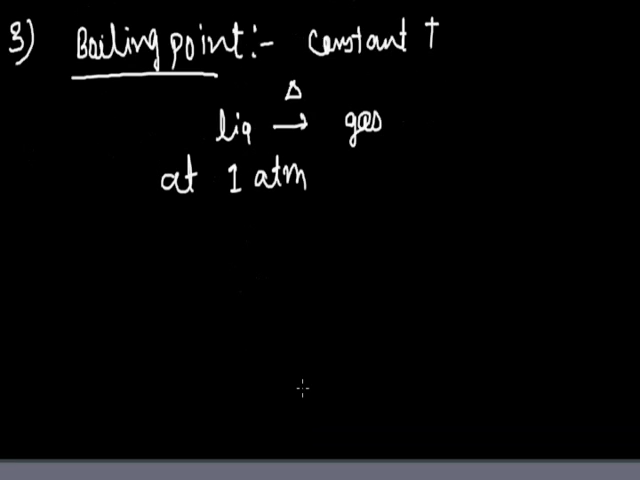 3) Boiling point:- Constant T
Δ
liq → gas
at 1 atm